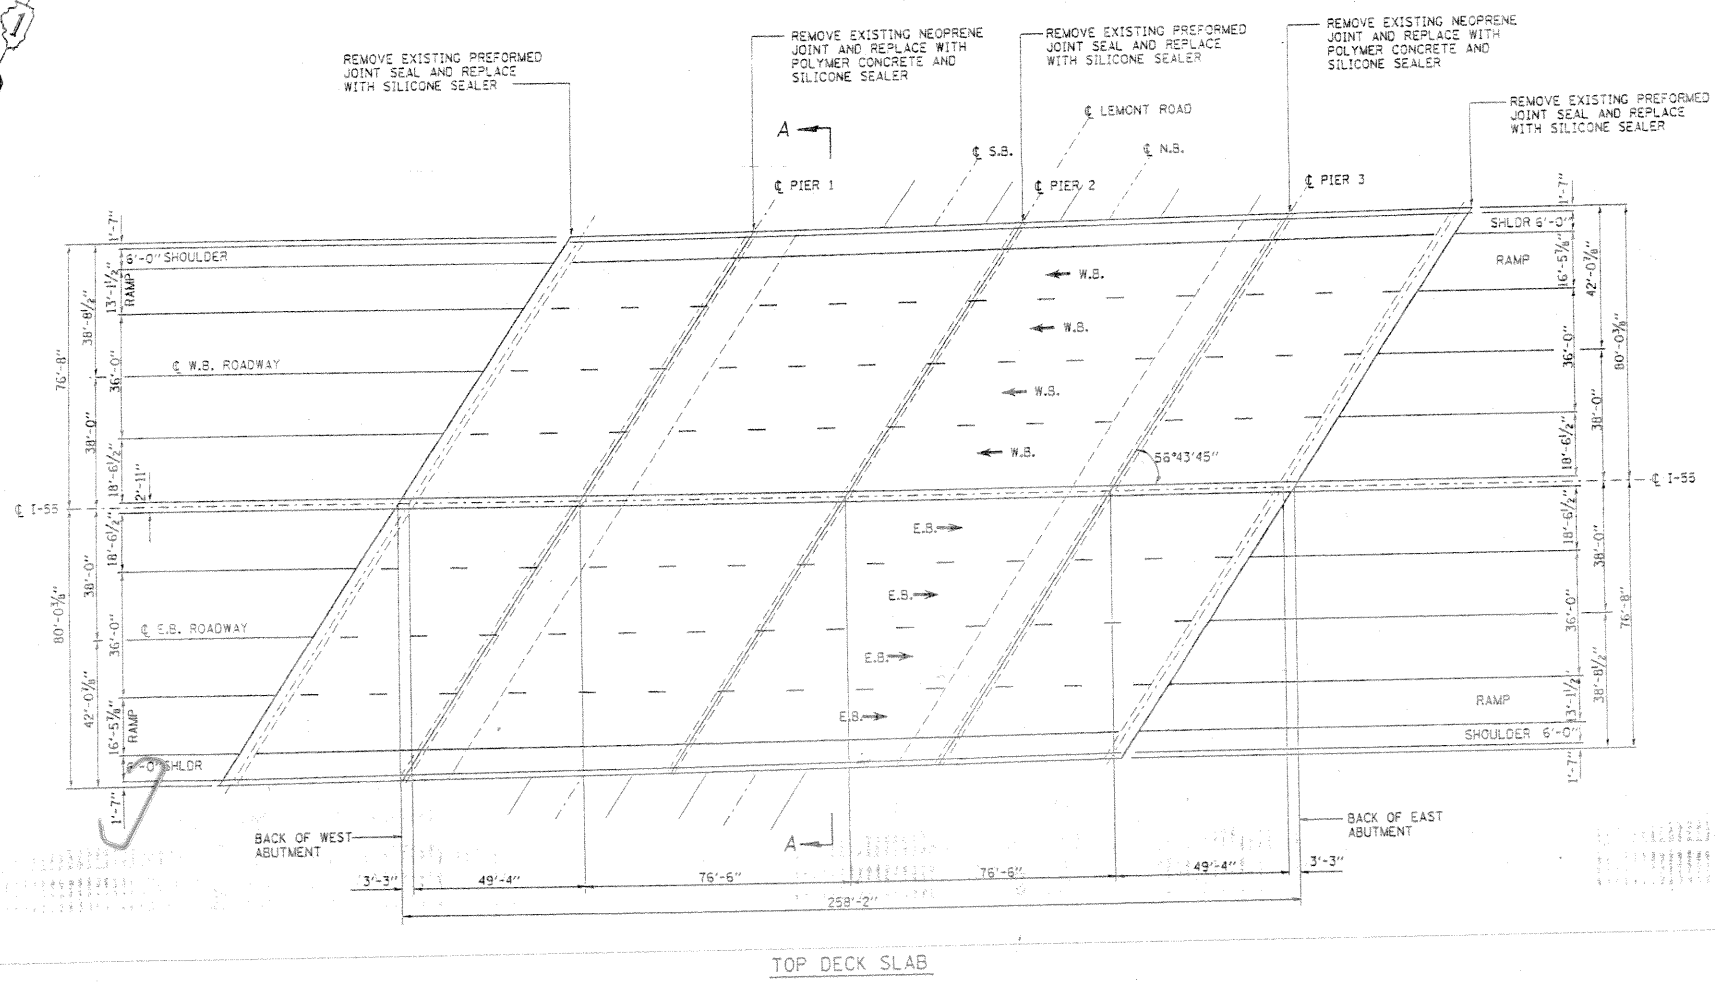 1
REMOVE EXISTING PREFORMED
JOINT SEAL AND REPLACE
WITH SILICONE SEALER
REMOVE EXISTING NEOPRENE
JOINT AND REPLACE WITH
POLYMER CONCRETE AND
SILICONE SEALER
REMOVE EXISTING PREFORMED
JOINT SEAL AND REPLACE
WITH SILICONE SEALER
REMOVE EXISTING NEOPRENE
JOINT AND REPLACE WITH
POLYMER CONCRETE AND
SILICONE SEALER
REMOVE EXISTING PREFORMED
JOINT SEAL AND REPLACE
WITH SILICONE SEALER
A
℄ LEMONT ROAD
℄ S.B.
℄ N.B.
℄ PIER 1
℄ PIER 2
℄ PIER 3
1'-7"
6'-0" SHOULDER
13'-1½"
RAMP
38'-8½"
76'-8"
℄ W.B. ROADWAY
36'-0"
38'-0"
18'-6½"
2'-11"
℄ I-55
18'-6½"
38'-0"
80'-0⅜"
℄ E.B. ROADWAY
36'-0"
42'-0⅞"
16'-5⅞"
RAMP
6'-0" SHLDR
1'-7"
W.B.
W.B.
W.B.
W.B.
56°43'45"
E.B.
E.B.
E.B.
E.B.
1'-7"
SHLDR 6'-0"
RAMP
16'-5⅞"
42'-0⅞"
36'-0"
80'-0⅜"
38'-0"
18'-6½"
℄ I-55
18'-6½"
38'-0"
36'-0"
76'-8"
13'-1½"
38'-8½"
RAMP
SHOULDER 6'-0"
1'-7"
BACK OF WEST
ABUTMENT
A
BACK OF EAST
ABUTMENT
3'-3"
49'-4"
76'-6"
76'-6"
49'-4"
3'-3"
258'-2"
TOP DECK SLAB